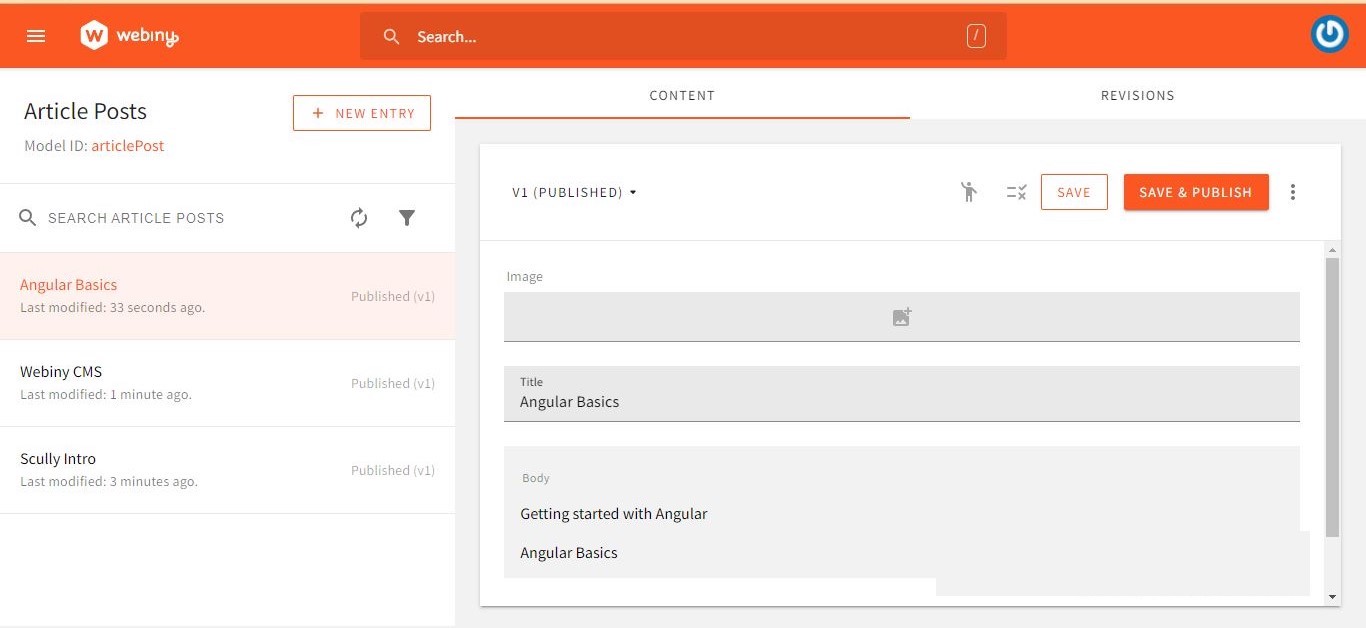 webiny
Search...
/
Article Posts
+ NEW ENTRY
Model ID: articlePost
SEARCH ARTICLE POSTS
Angular Basics
Last modified: 33 seconds ago.
Published (v1)
Webiny CMS
Last modified: 1 minute ago.
Published (v1)
Scully Intro
Last modified: 3 minutes ago.
Published (v1)
CONTENT
REVISIONS
V1 (PUBLISHED)
SAVE
SAVE & PUBLISH
Image
Title
Angular Basics
Body
Getting started with Angular
Angular Basics